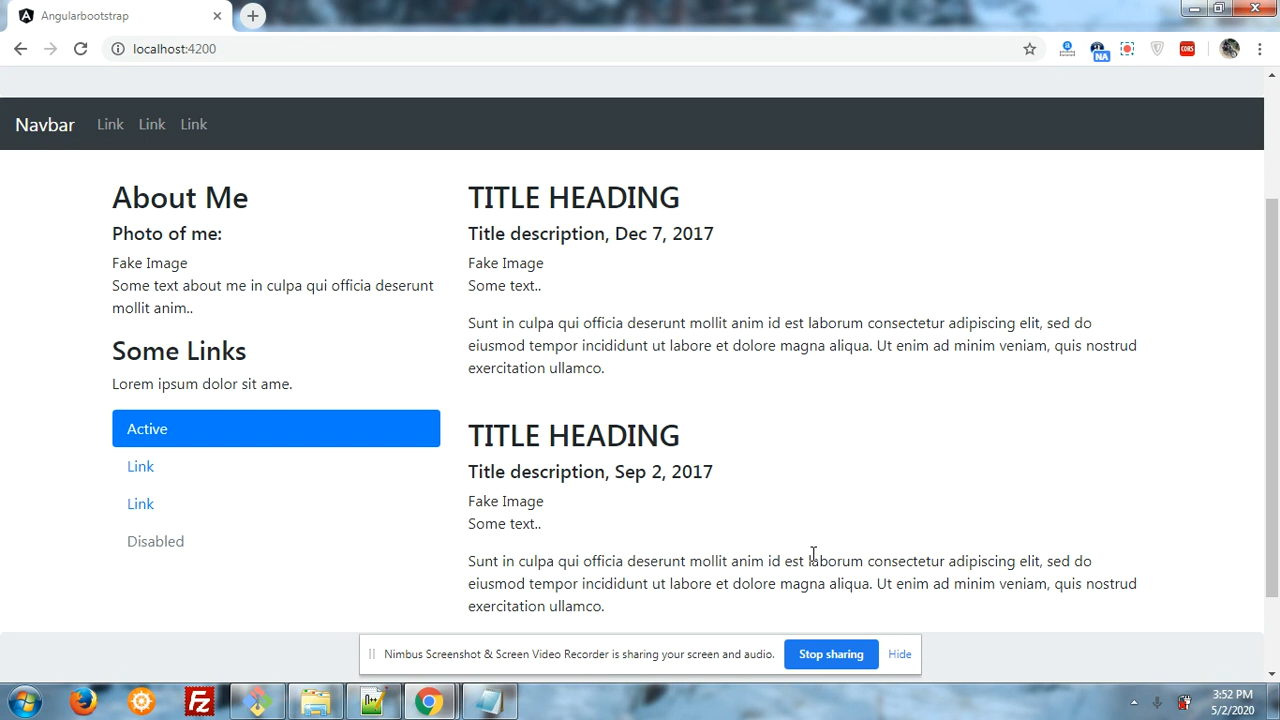 Angularbootstrap
localhost:4200
NA
CORS
Navbar Link Link Link
About Me
Photo of me:
Fake Image
Some text about me in culpa qui officia deserunt
mollit anim..
Some Links
Lorem ipsum dolor sit ame.
Active
Link
Link
Disabled
TITLE HEADING
Title description, Dec 7, 2017
Fake Image
Some text..
Sunt in culpa qui officia deserunt mollit anim id est laborum consectetur adipiscing elit, sed do
eiusmod tempor incididunt ut labore et dolore magna aliqua. Ut enim ad minim veniam, quis nostrud
exercitation ullamco.
TITLE HEADING
Title description, Sep 2, 2017
Fake Image
Some text..
Sunt in culpa qui officia deserunt mollit anim id est laborum consectetur adipiscing elit, sed do
eiusmod tempor incididunt ut labore et dolore magna aliqua. Ut enim ad minim veniam, quis nostrud
exercitation ullamco.
Nimbus Screenshot & Screen Video Recorder is sharing your screen and audio. Stop sharing Hide
3:52 PM
5/2/2020